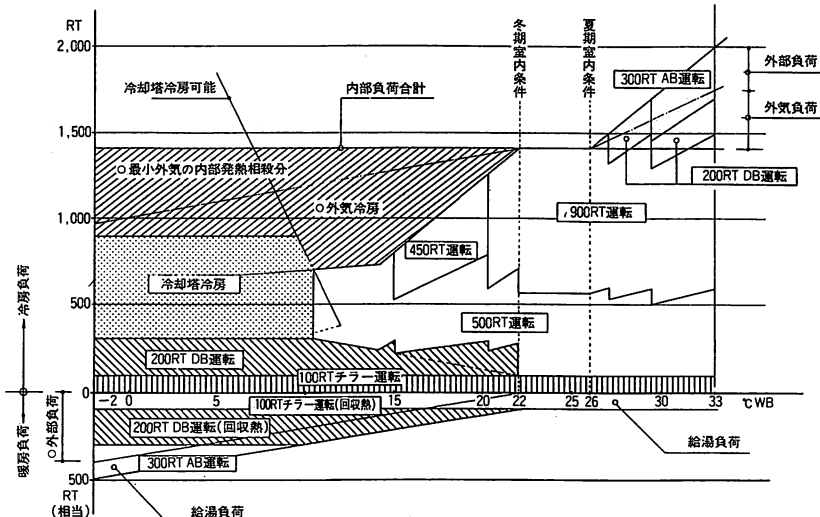 RT
2,000
1,500
1,000
500
0
500
RT
(相当)
冷房負荷
暖房負荷
○外部負荷
冷却塔冷房可能
内部負荷合計
冬期室内条件
夏期室内条件
300RT AB運転
外部負荷
外気負荷
200RT DB運転
○最小外気の内部発熱相殺分
○外気冷房
900RT運転
450RT運転
冷却塔冷房
500RT運転
200RT DB運転
100RTチラー運転
-2 0 5 15 20 22 25 26 30 33 ℃WB
100RTチラー運転(回収熱)
200RT DB運転(回収熱)
300RT AB運転
給湯負荷
給湯負荷